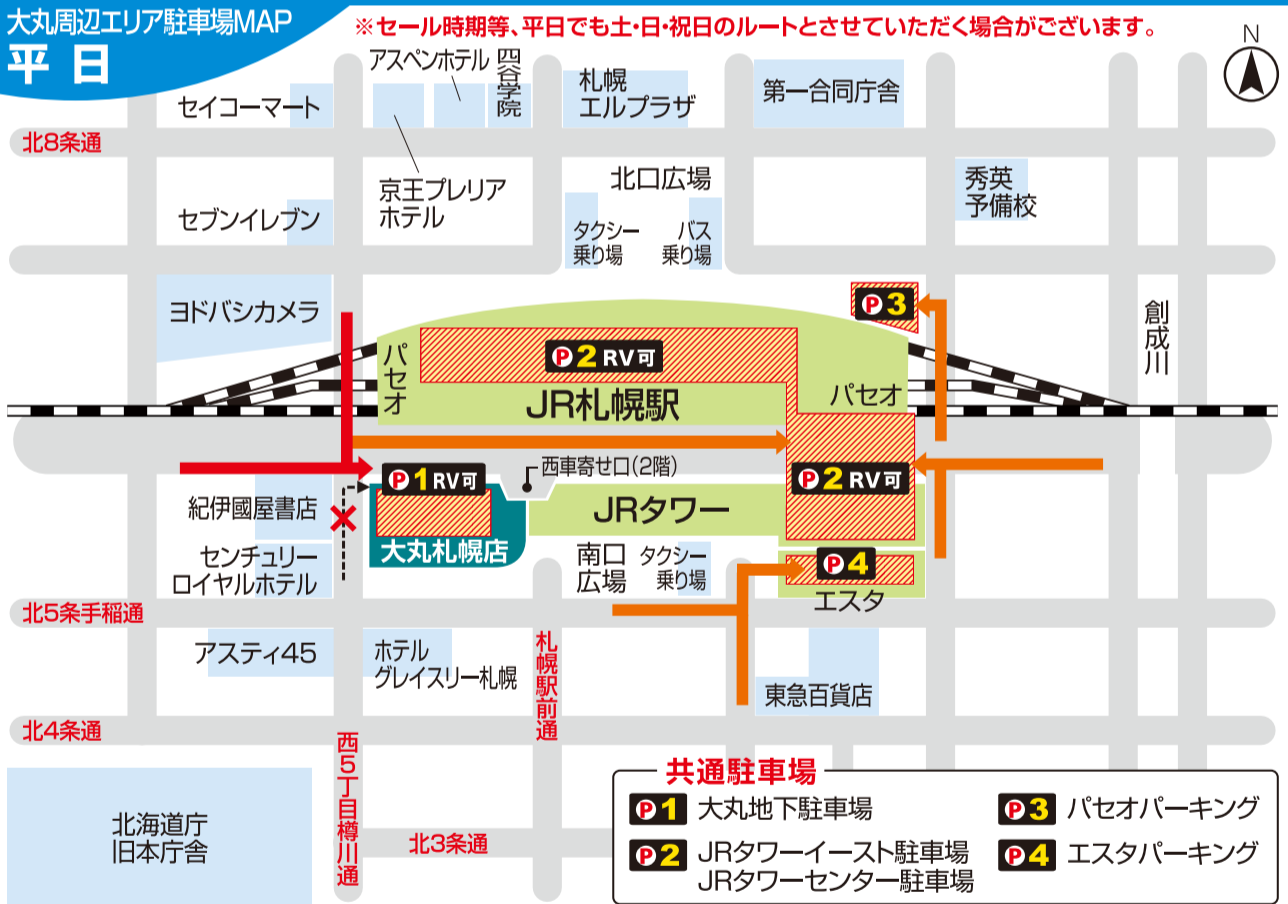 大丸周辺エリア駐車場MAP
平日
※セール時期等、平日でも土・日・祝日のルートとさせていただく場合がございます。
N
アスペンホテル
四谷学院
セイコーマート
札幌
エルプラザ
第一合同庁舎
北8条通
京王プレリア
ホテル
北口広場
秀英
予備校
セブンイレブン
タクシー
乗り場
バス
乗り場
ヨドバシカメラ
P3
創成川
パセオ
P2 RV可
JR札幌駅
パセオ
西車寄せ口(2階)
P1 RV可
P2 RV可
紀伊國屋書店
JRタワー
大丸札幌店
センチュリー
ロイヤルホテル
南口
広場
タクシー
乗り場
P4
エスタ
北5条手稲通
アスティ45
ホテル
グレイスリー札幌
札幌駅前通
東急百貨店
北4条通
西5丁目樽川通
北海道庁
旧本庁舎
北3条通
共通駐車場
P1 大丸地下駐車場
P2 JRタワーイースト駐車場
JRタワーセンター駐車場
P3 パセオパーキング
P4 エスタパーキング